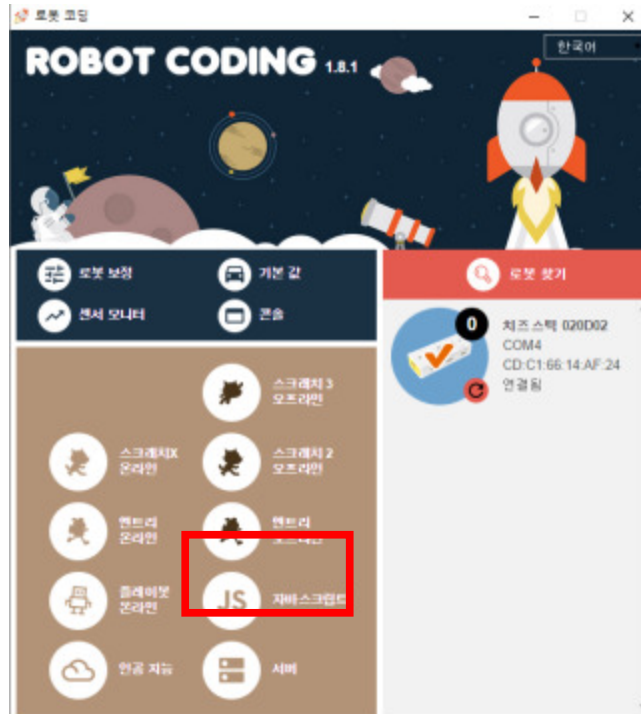 로봇 코딩
ROBOT CODING 1.8.1
한국어
로봇 보정
기본 값
로봇 찾기
센서 모니터
콘솔
0
치즈 스틱 020D02
COM4
CD:C1:66:14:AF:24
연결됨
스크래치 3
오프라인
스크래치X
온라인
스크래치 2
오프라인
엔트리
온라인
엔트리
오프라인
플레이봇
온라인
JS
자바스크립트
인공 지능
서버